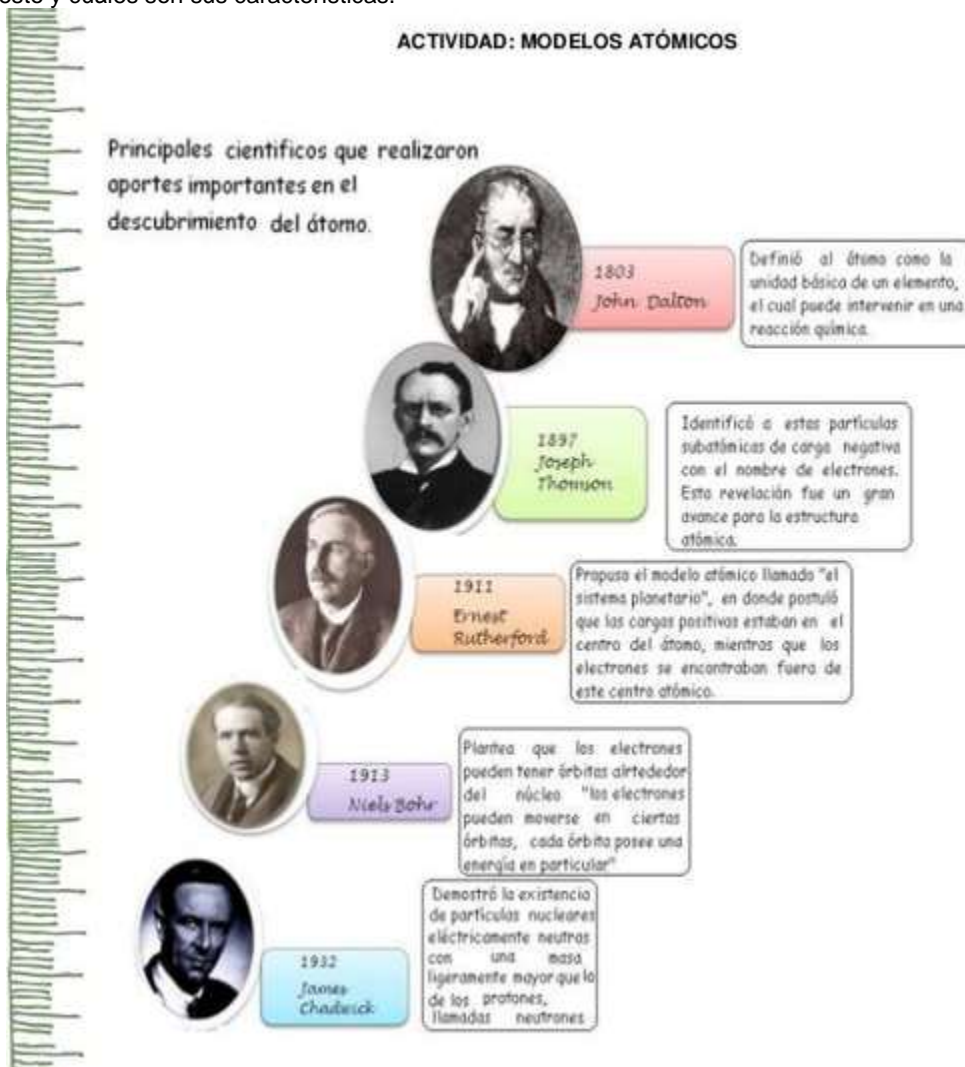 esto y cuáles son sus características.
ACTIVIDAD: MODELOS ATÓMICOS
Principales cientificos que realizaron
aportes importantes en el
descubrimiento del átomo.
1803
John Dalton
Definió al átomo como la
unidad básica de un elemento,
el cual puede intervenir en una
reacción química.
1897
Joseph
Thomson
Identificó a estas partículas
subatómicas de carga negativa
con el nombre de electrones.
Esta revelación fue un gran
avance para la estructura
atómica.
1911
Ernest
Rutherford
Propuso el modelo atómico llamado "el
sistema planetario", en donde postuló
que las cargas positivas estaban en el
centro del átomo, mientras que los
electrones se encontraban fuera de
este centro atómico.
1913
Niels Bohr
Plantea que los electrones
pueden tener órbitas alrtededor
del núcleo "los electrones
pueden moverse en ciertas
órbitas, cada órbita posee una
energía en particular"
1932
James
Chadwick
Demostró la existencia
de partículas nucleares
eléctricamente neutras
con una masa
ligeramente mayor que la
de los protones,
llamadas neutrones